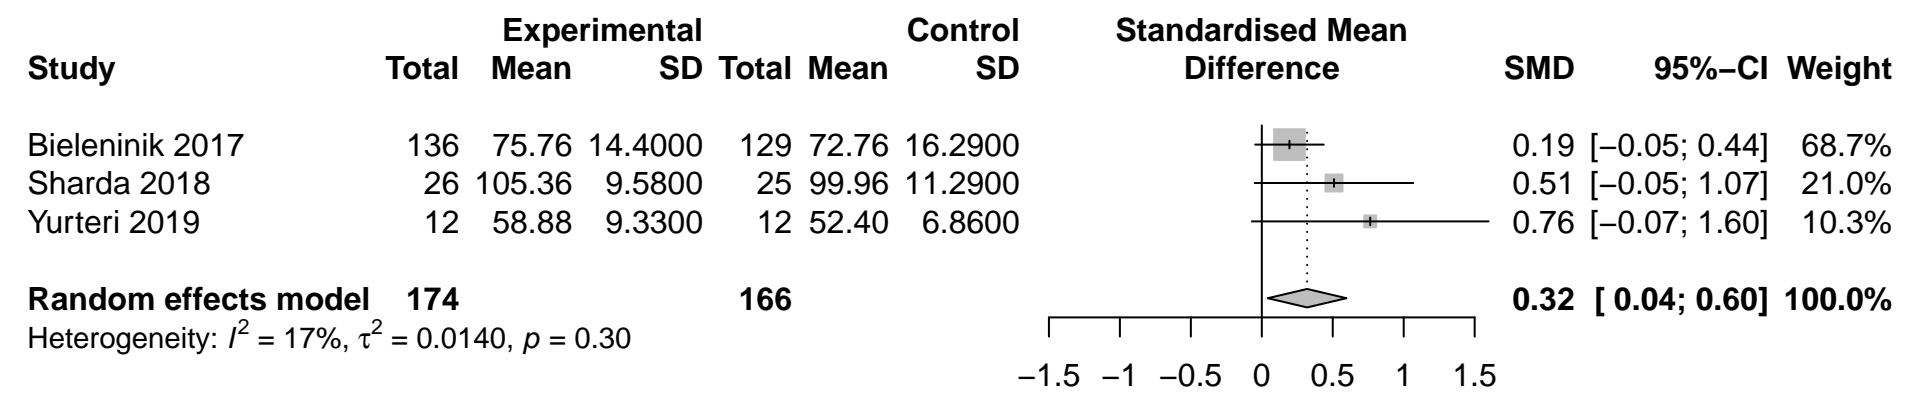 Experimental Control Standardised Mean
Study Total Mean SD Total Mean SD Difference SMD 95%−CI Weight
Bieleninik 2017 136 75.76 14.4000 129 72.76 16.2900 0.19 [−0.05; 0.44] 68.7%
Sharda 2018 26 105.36 9.5800 25 99.96 11.2900 0.51 [−0.05; 1.07] 21.0%
Yurteri 2019 12 58.88 9.3300 12 52.40 6.8600 0.76 [−0.07; 1.60] 10.3%
Random effects model 174 166 0.32 [ 0.04; 0.60] 100.0%
Heterogeneity: I² = 17%, τ² = 0.0140, p = 0.30
−1.5 −1 −0.5 0 0.5 1 1.5